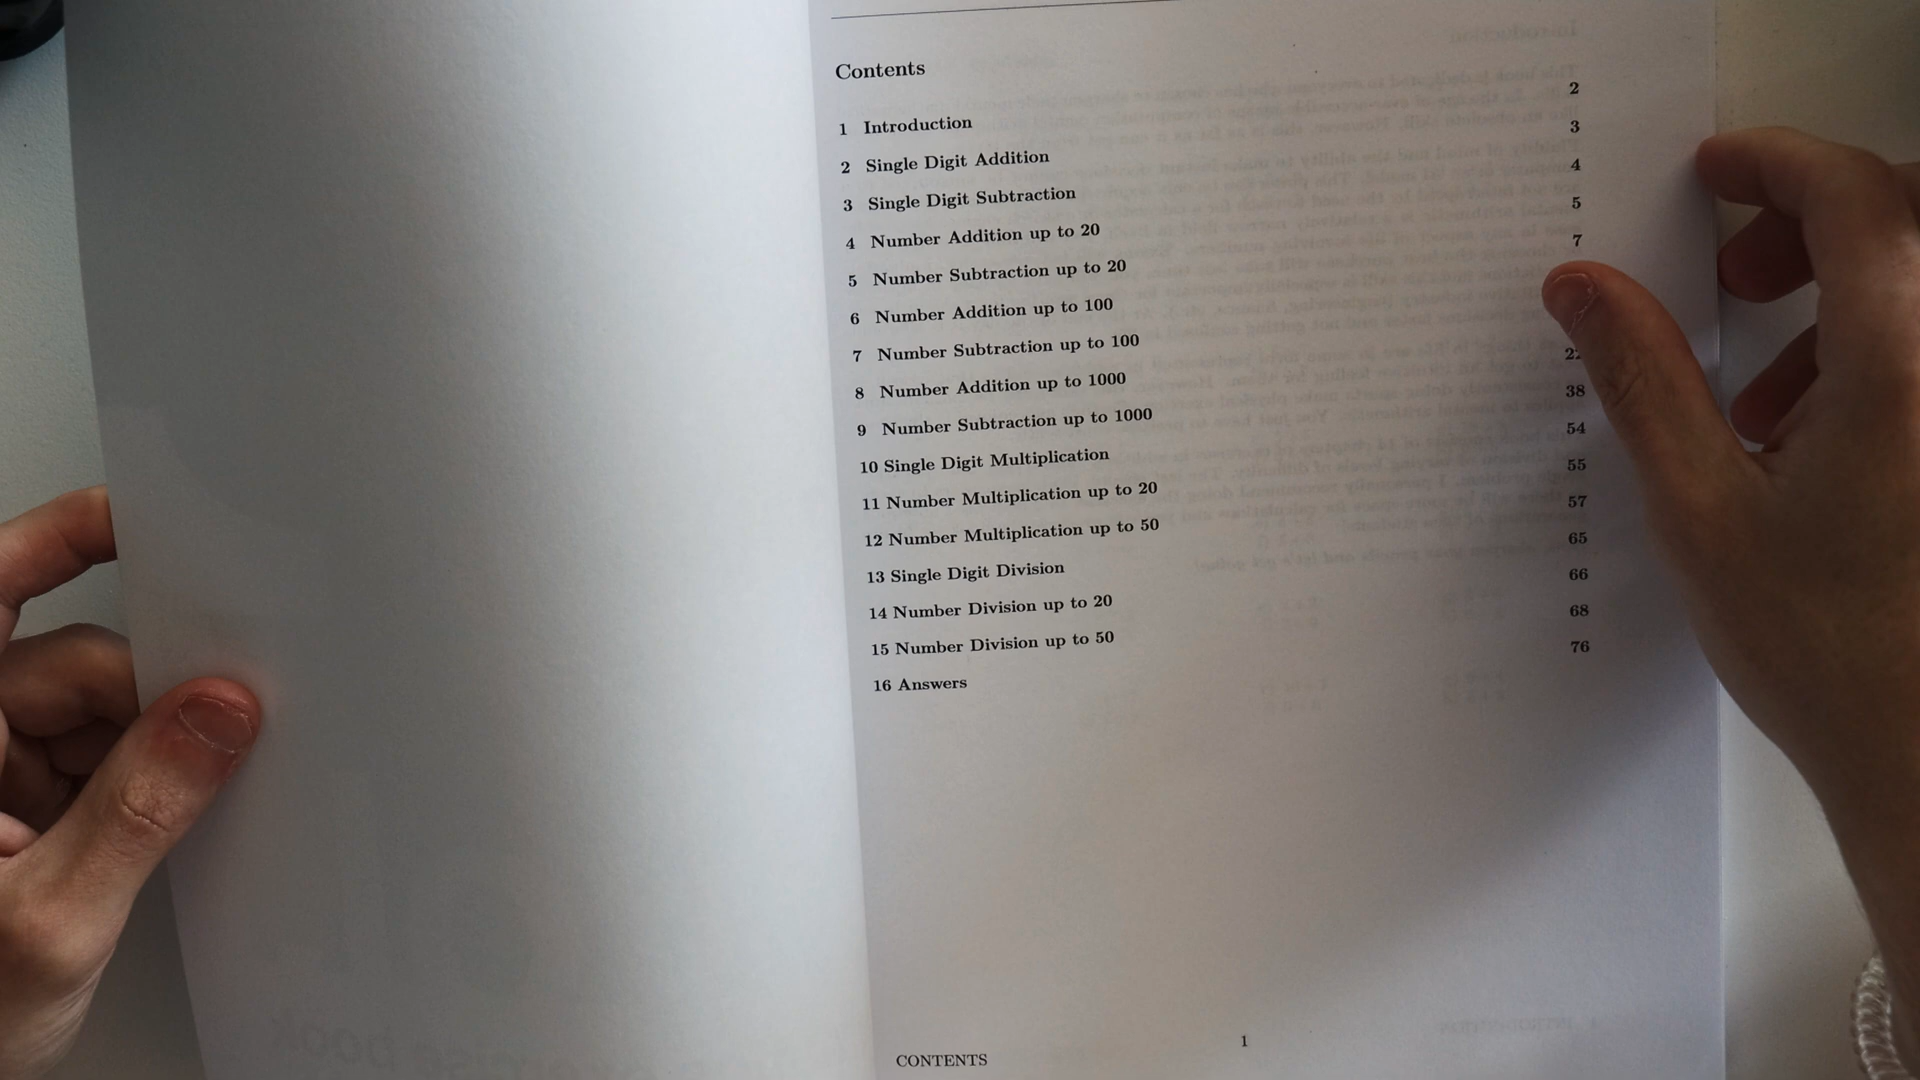 Contents
1 Introduction 2
2 Single Digit Addition 3
3 Single Digit Subtraction 4
4 Number Addition up to 20 5
5 Number Subtraction up to 20 7
6 Number Addition up to 100
7 Number Subtraction up to 100
8 Number Addition up to 1000
9 Number Subtraction up to 1000 38
10 Single Digit Multiplication 54
11 Number Multiplication up to 20 55
12 Number Multiplication up to 50 57
13 Single Digit Division 65
14 Number Division up to 20 66
15 Number Division up to 50 68
16 Answers 76
1
CONTENTS